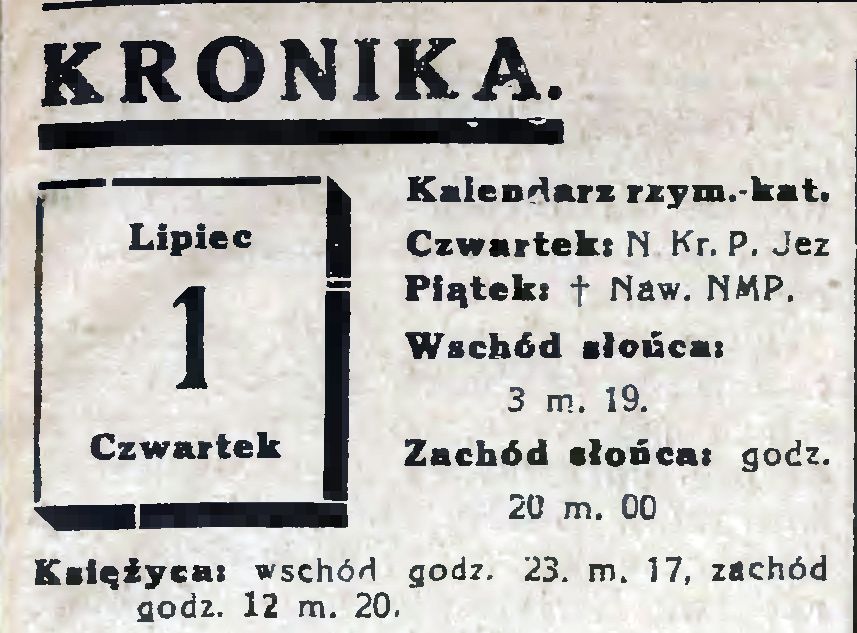 KRONIKA.
Lipiec
1
Czwartek
Kalendarz rzym.-kat.
Czwartek: N. Kr. P. Jez
Piątek: † Naw. NMP.
Wschód słońca:
3 m. 19.
Zachód słońca: godz.
20 m. 00
Księżyca: wschód godz. 23. m. 17, zachód
godz. 12 m. 20.